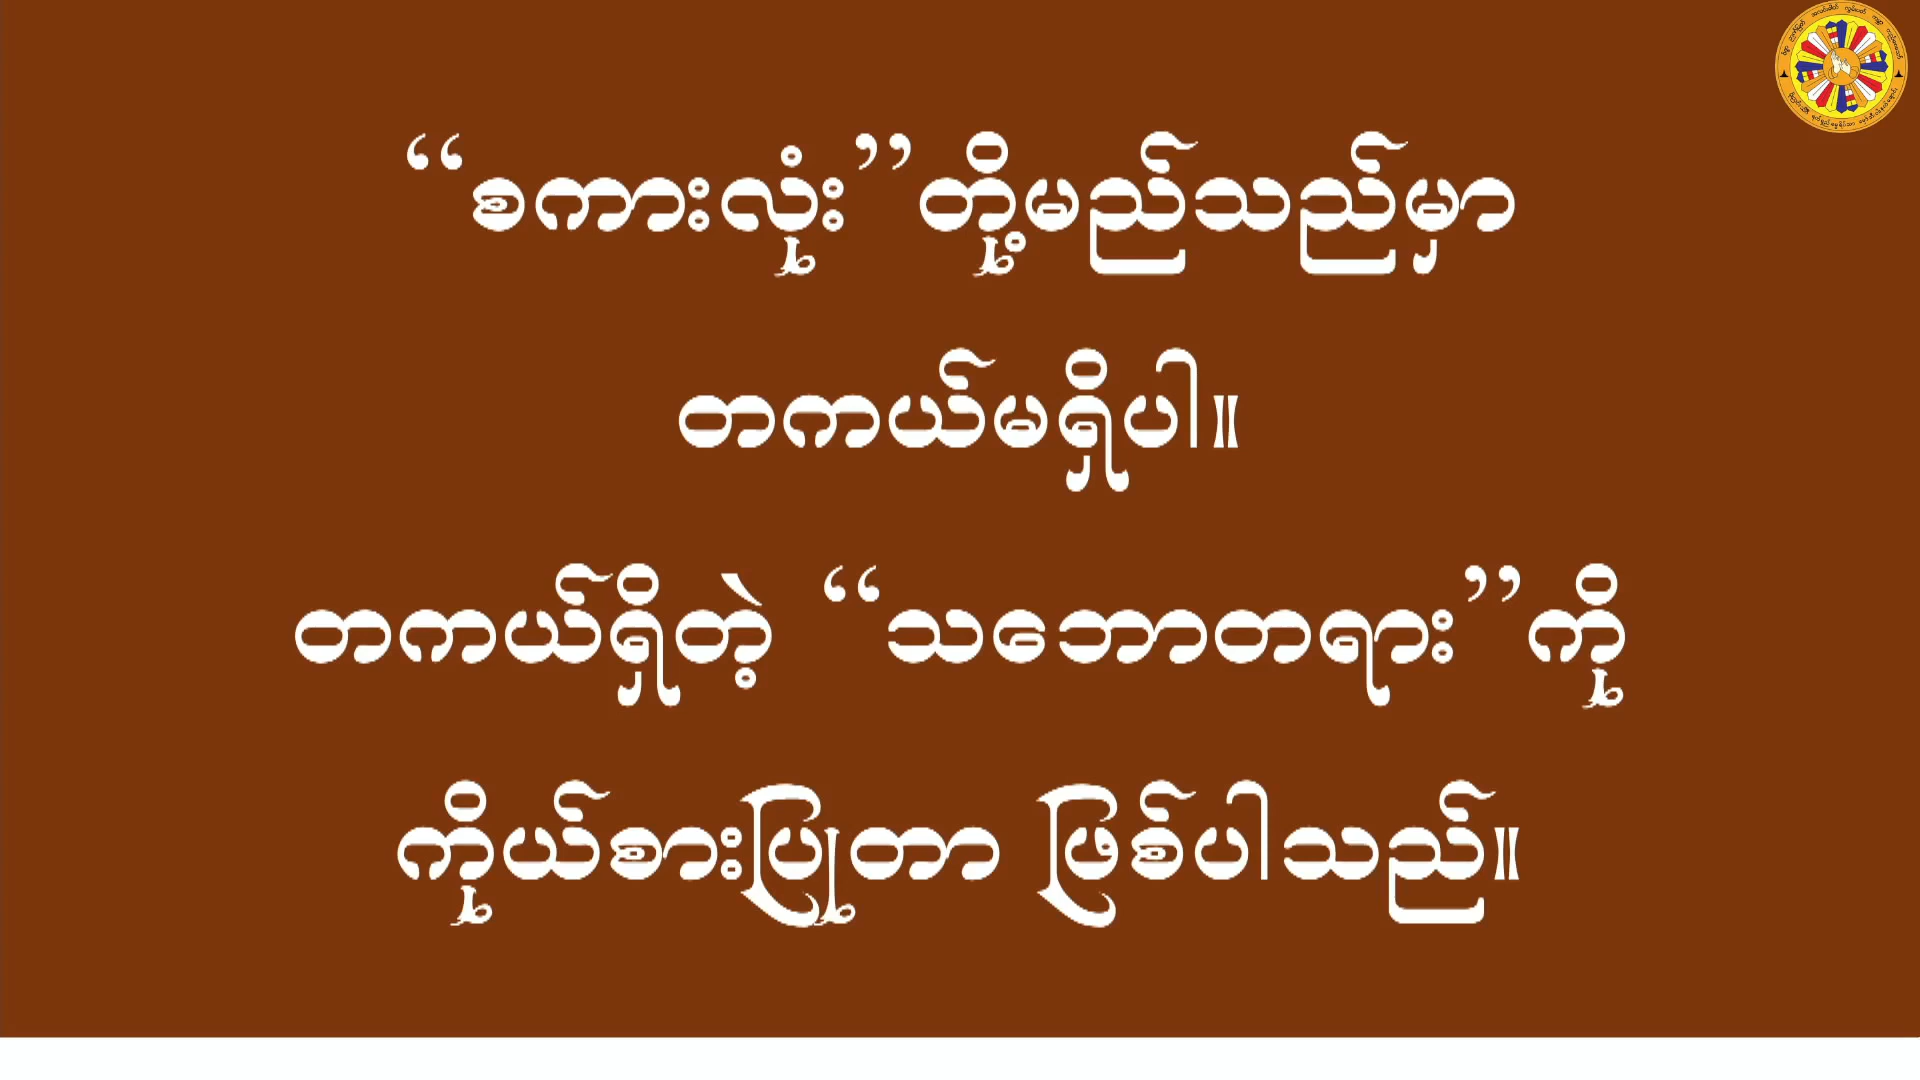 “စကားလုံး”တို့မည်သည်မှာ
တကယ်မရှိပါ။
တကယ်ရှိတဲ့ “သဘောတရား”ကို
ကိုယ်စားပြုတာ ဖြစ်ပါသည်။